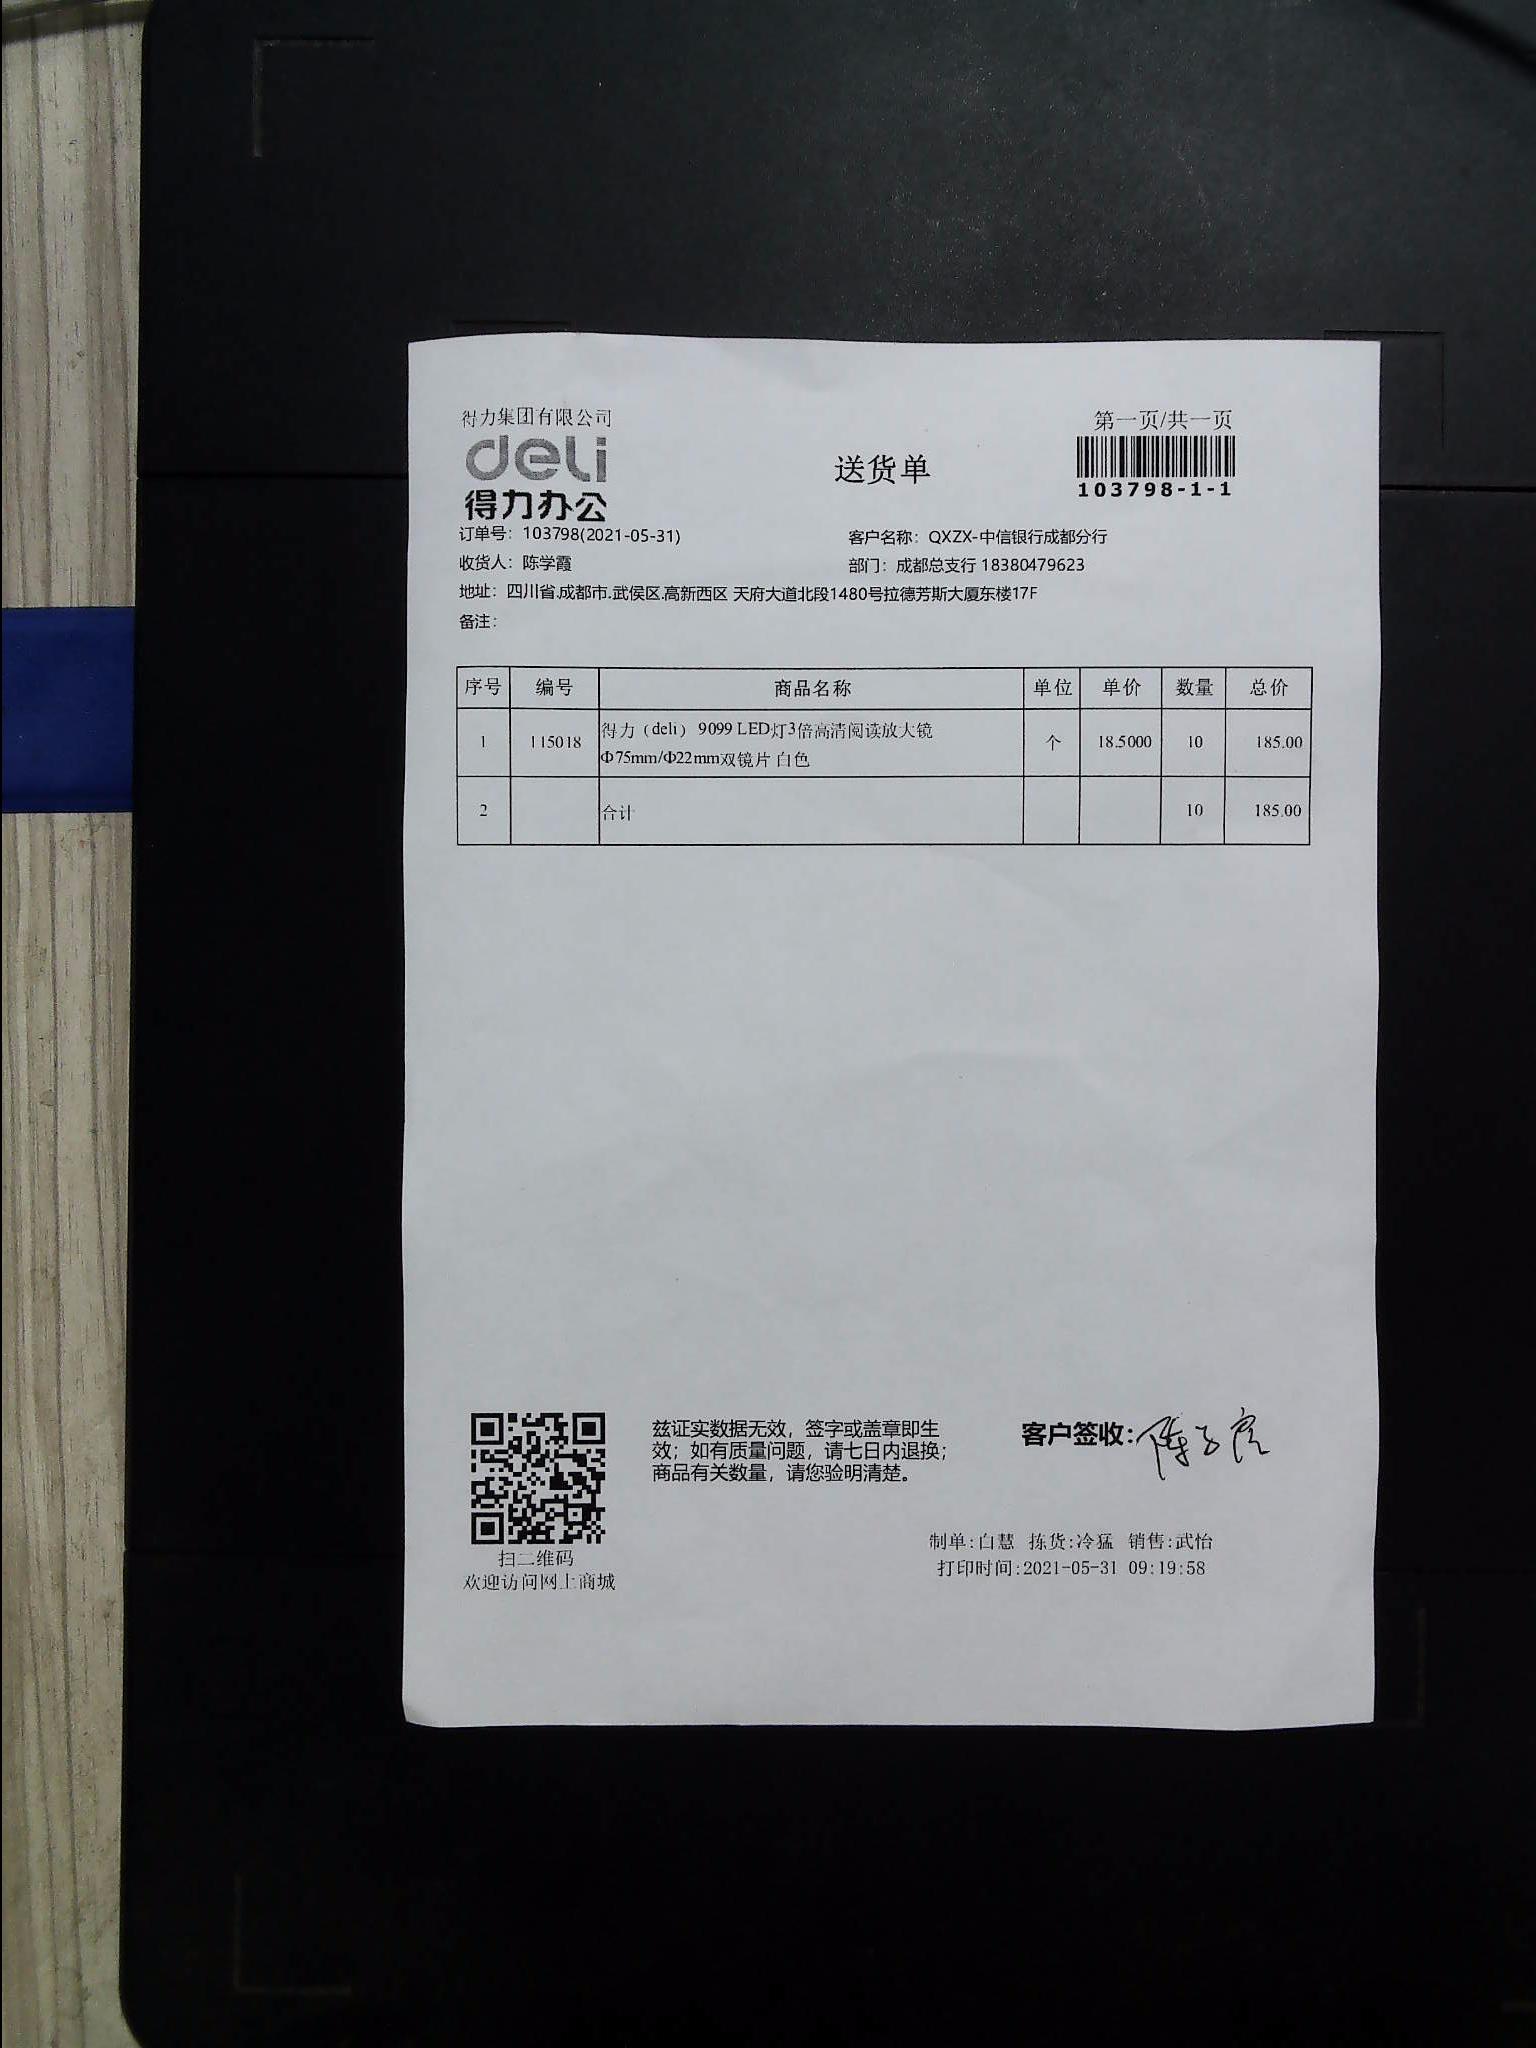 得力集团有限公司
deli
得力办公
送货单
第一页/共一页
103798-1-1
订单号：103798(2021-05-31)
客户名称：QXZX-中信银行成都分行
收货人：陈学霞
部门：成都总支行 18380479623
地址：四川省.成都市.武侯区.高新西区 天府大道北段1480号拉德芳斯大厦东楼17F
备注：
序号 编号 商品名称 单位 单价 数量 总价
1 115018 得力（deli） 9099 LED灯3倍高清阅读放大镜 个 18.5000 10 185.00
Φ75mm/Φ22mm双镜片 白色
2 合计 10 185.00
兹证实数据无效，签字或盖章即生
效；如有质量问题，请七日内退换；
商品有关数量，请您验明清楚。
客户签收：
扫二维码
欢迎访问网上商城
制单:白慧 拣货:冷猛 销售:武怡
打印时间:2021-05-31 09:19:58